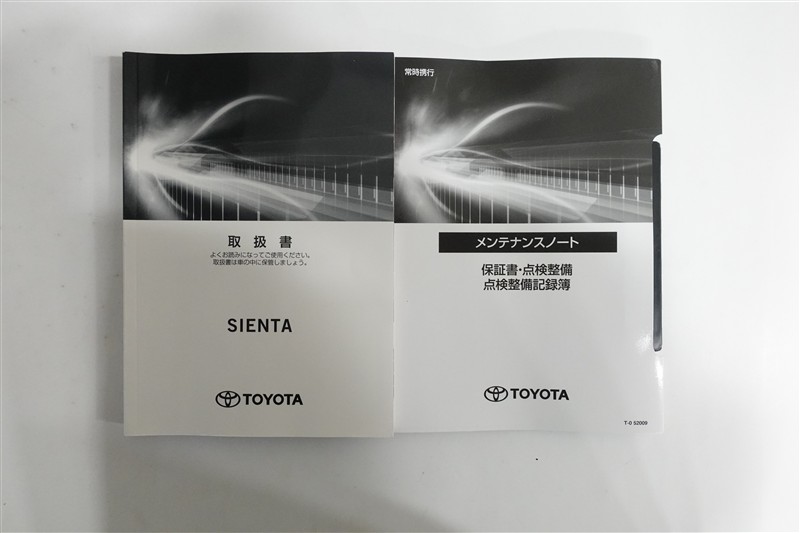 取扱書
よくお読みになってご使用ください。
取扱書は車の中に保管しましょう。
SIENTA
TOYOTA
常時携行
メンテナンスノート
保証書・点検整備
点検整備記録簿
TOYOTA
T-0 52009